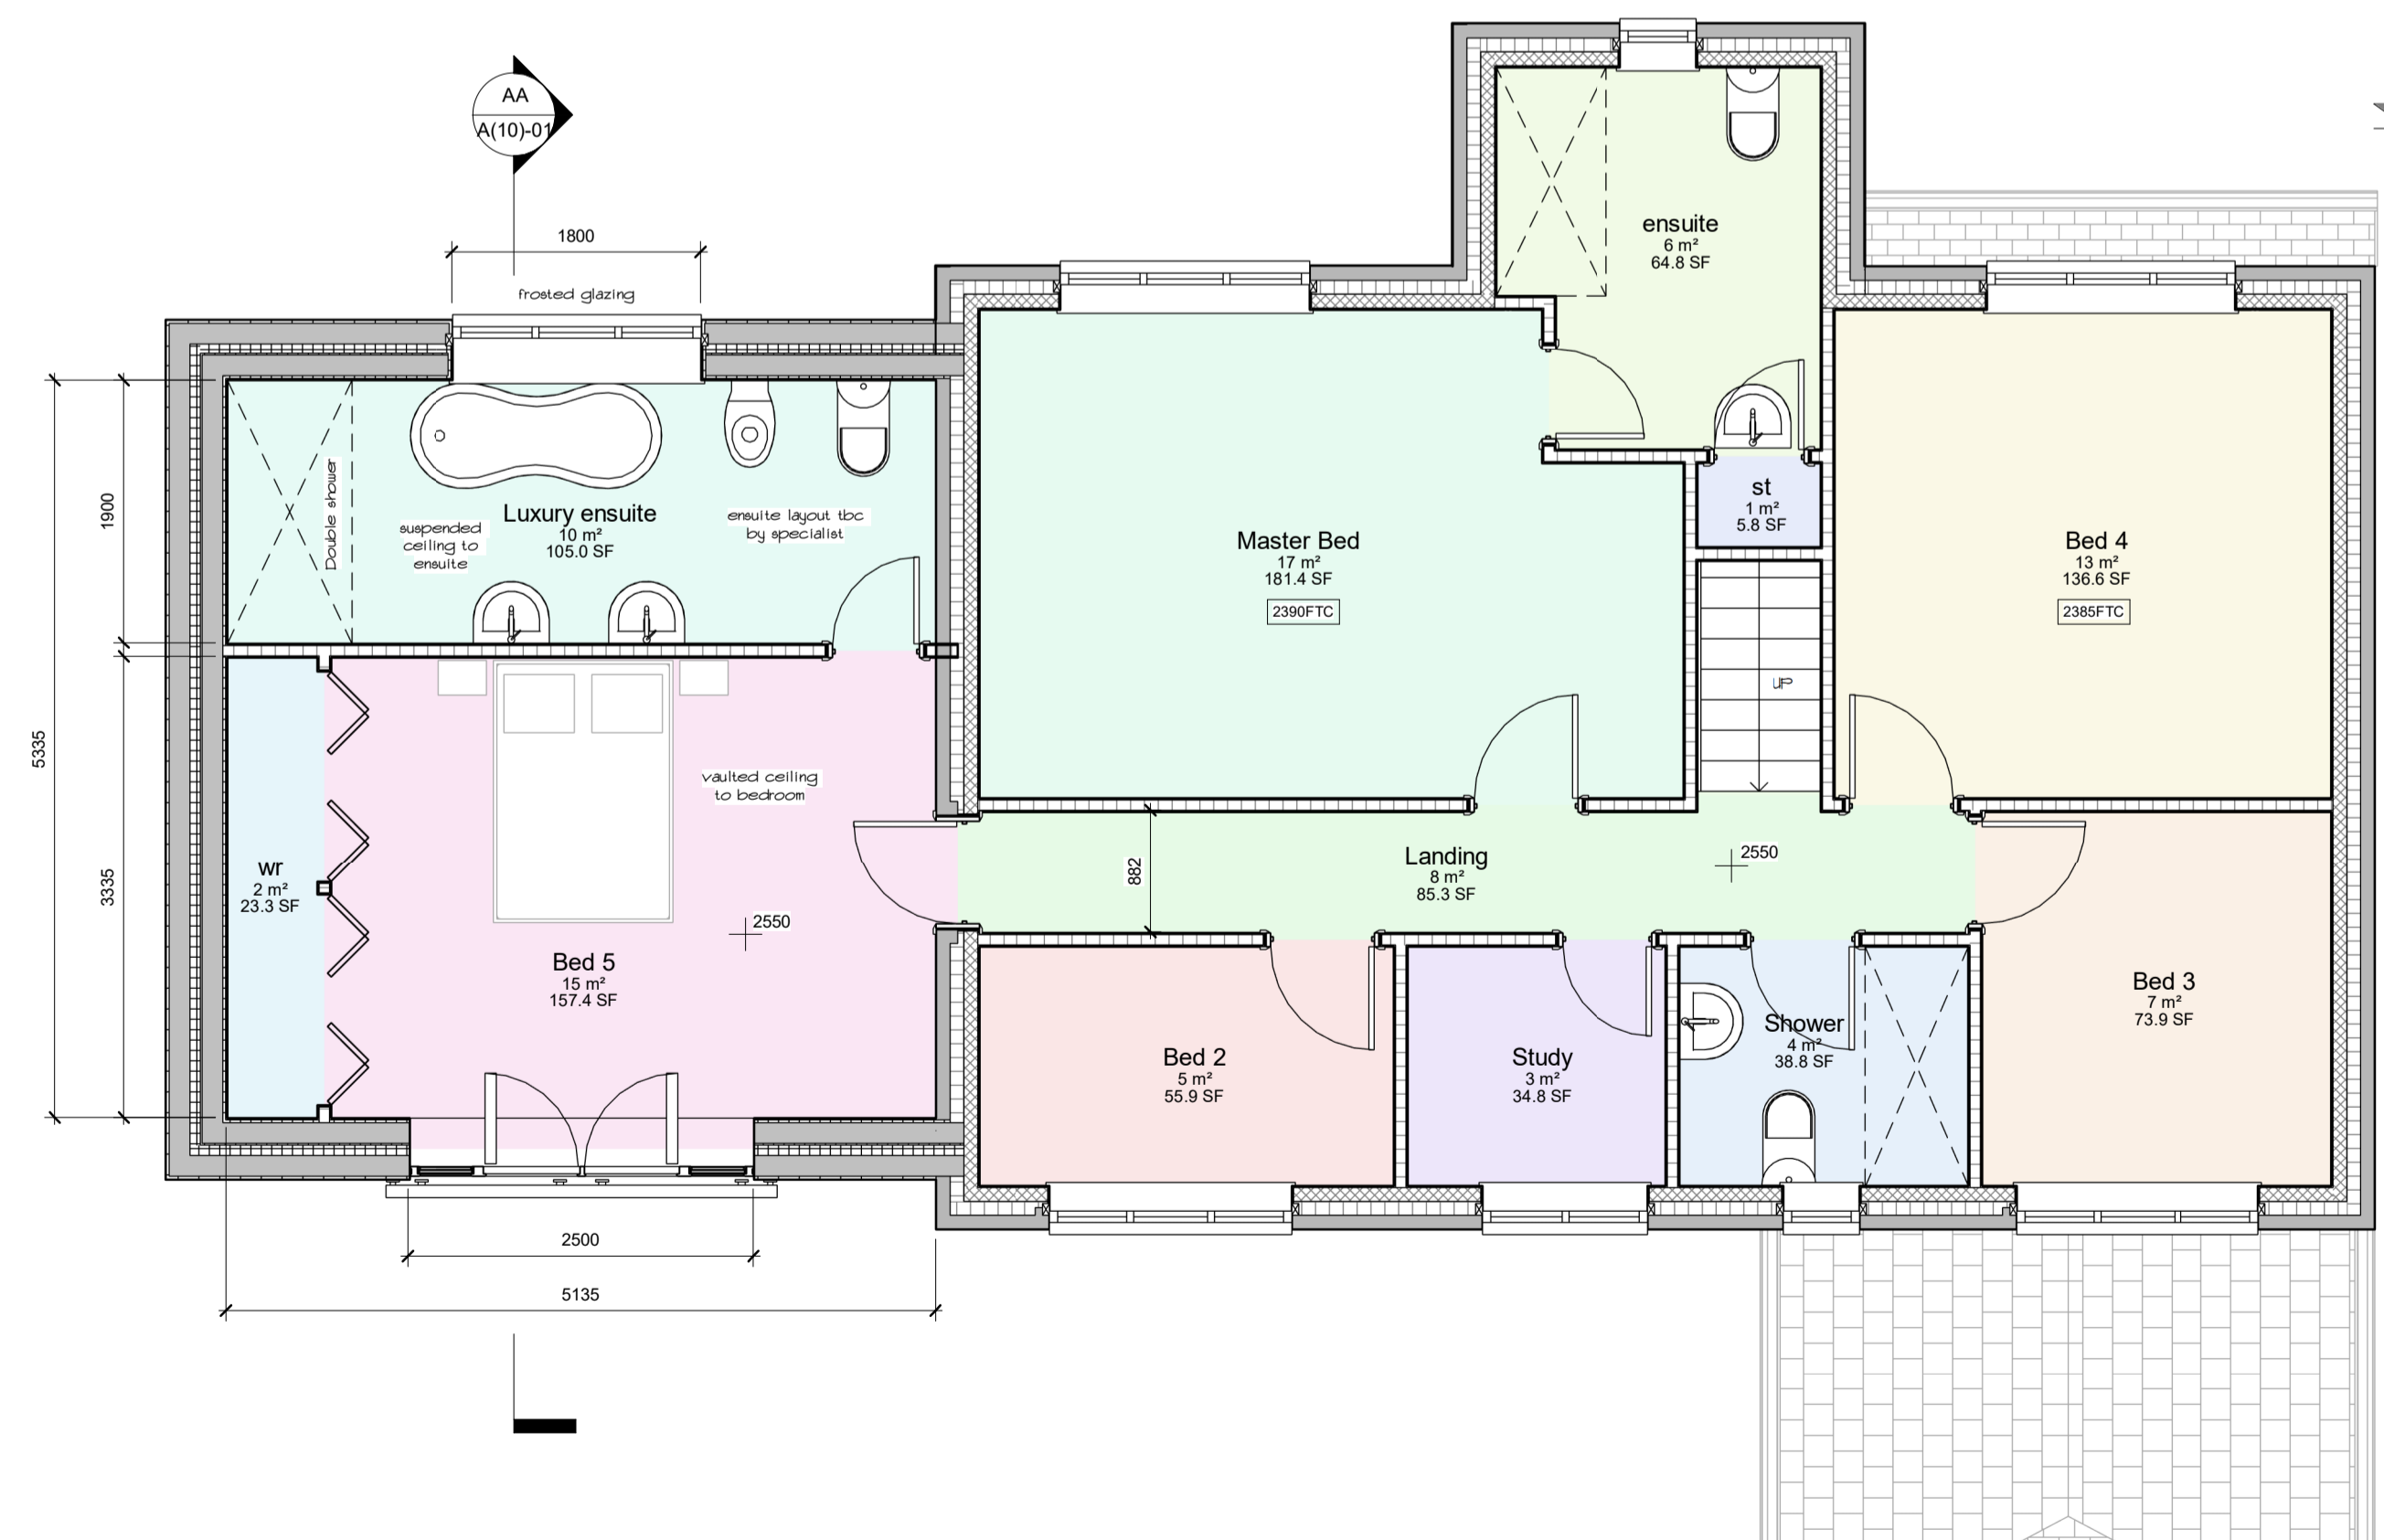 AA
A(10)-01
1800
frosted glazing
ensuite
6 m²
64.8 SF
5335
1900
3335
Double shower
suspended
ceiling to
ensuite
Luxury ensuite
10 m²
105.0 SF
ensuite layout tbc
by specialist
Master Bed
17 m²
181.4 SF
2390FTC
st
1 m²
5.8 SF
UP
Bed 4
13 m²
136.6 SF
2385FTC
vaulted ceiling
to bedroom
wr
2 m²
23.3 SF
2550
Bed 5
15 m²
157.4 SF
882
Landing
8 m²
85.3 SF
2550
Bed 2
5 m²
55.9 SF
Study
3 m²
34.8 SF
Shower
4 m²
38.8 SF
Bed 3
7 m²
73.9 SF
2500
5135